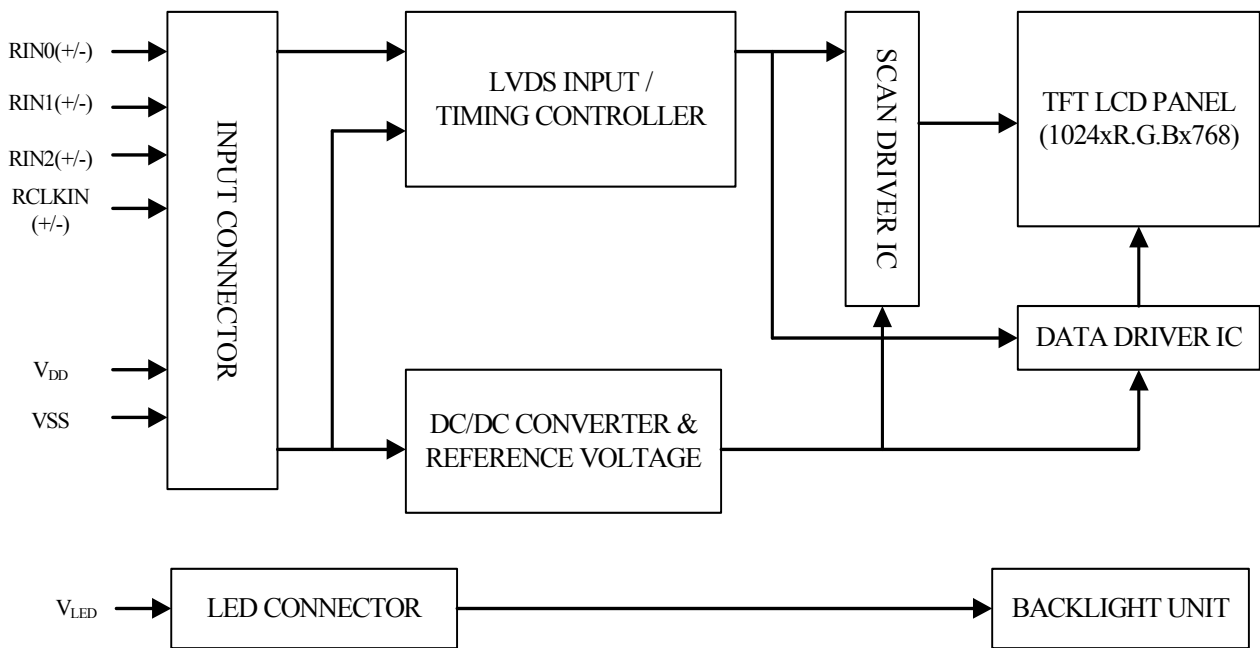 RIN0(+/-)
RIN1(+/-)
RIN2(+/-)
RCLKIN
(+/-)
VDD
VSS
INPUT CONNECTOR
LVDS INPUT /
TIMING CONTROLLER
DC/DC CONVERTER &
REFERENCE VOLTAGE
SCAN DRIVER IC
TFT LCD PANEL
(1024xR.G.Bx768)
DATA DRIVER IC
VLED
LED CONNECTOR
BACKLIGHT UNIT